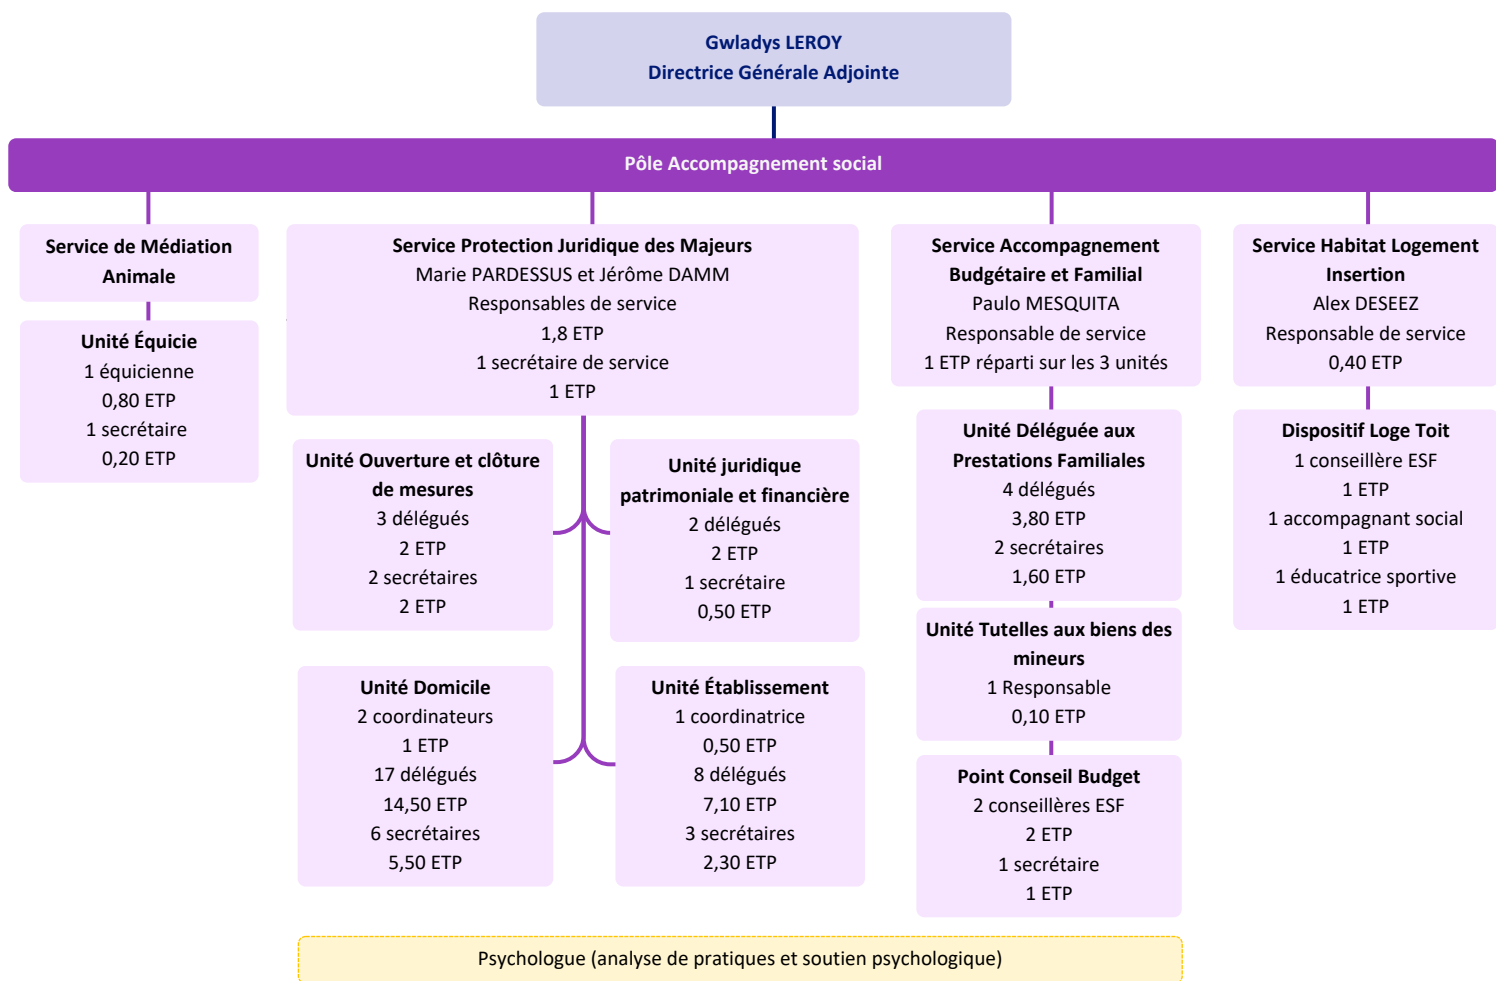 Gwladys LEROY
Directrice Générale Adjointe
Pôle Accompagnement social
Service de Médiation
Animale
Unité Équicie
1 équicienne
0,80 ETP
1 secrétaire
0,20 ETP
Service Protection Juridique des Majeurs
Marie PARDESSUS et Jérôme DAMM
Responsables de service
1,8 ETP
1 secrétaire de service
1 ETP
Unité Ouverture et clôture
de mesures
3 délégués
2 ETP
2 secrétaires
2 ETP
Unité juridique
patrimoniale et financière
2 délégués
2 ETP
1 secrétaire
0,50 ETP
Unité Domicile
2 coordinateurs
1 ETP
17 délégués
14,50 ETP
6 secrétaires
5,50 ETP
Unité Établissement
1 coordinatrice
0,50 ETP
8 délégués
7,10 ETP
3 secrétaires
2,30 ETP
Service Accompagnement
Budgétaire et Familial
Paulo MESQUITA
Responsable de service
1 ETP réparti sur les 3 unités
Unité Déléguée aux
Prestations Familiales
4 délégués
3,80 ETP
2 secrétaires
1,60 ETP
Unité Tutelles aux biens des
mineurs
1 Responsable
0,10 ETP
Point Conseil Budget
2 conseillères ESF
2 ETP
1 secrétaire
1 ETP
Service Habitat Logement
Insertion
Alex DESEEZ
Responsable de service
0,40 ETP
Dispositif Loge Toit
1 conseillère ESF
1 ETP
1 accompagnant social
1 ETP
1 éducatrice sportive
1 ETP
Psychologue (analyse de pratiques et soutien psychologique)